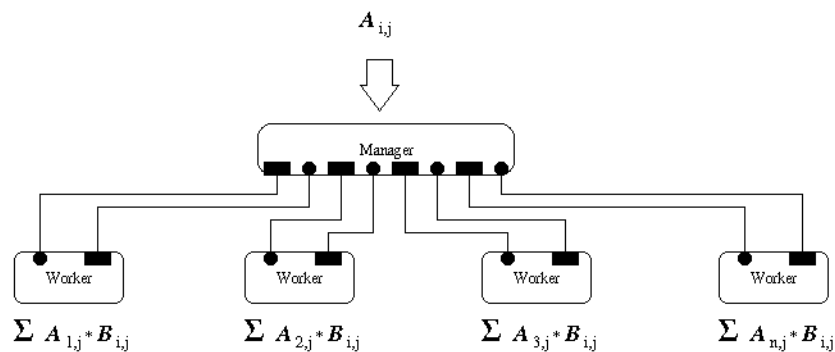 A i,j
Manager
Worker Worker Worker Worker
Σ A 1,j * B i,j Σ A 2,j * B i,j Σ A 3,j * B i,j Σ A n,j * B i,j